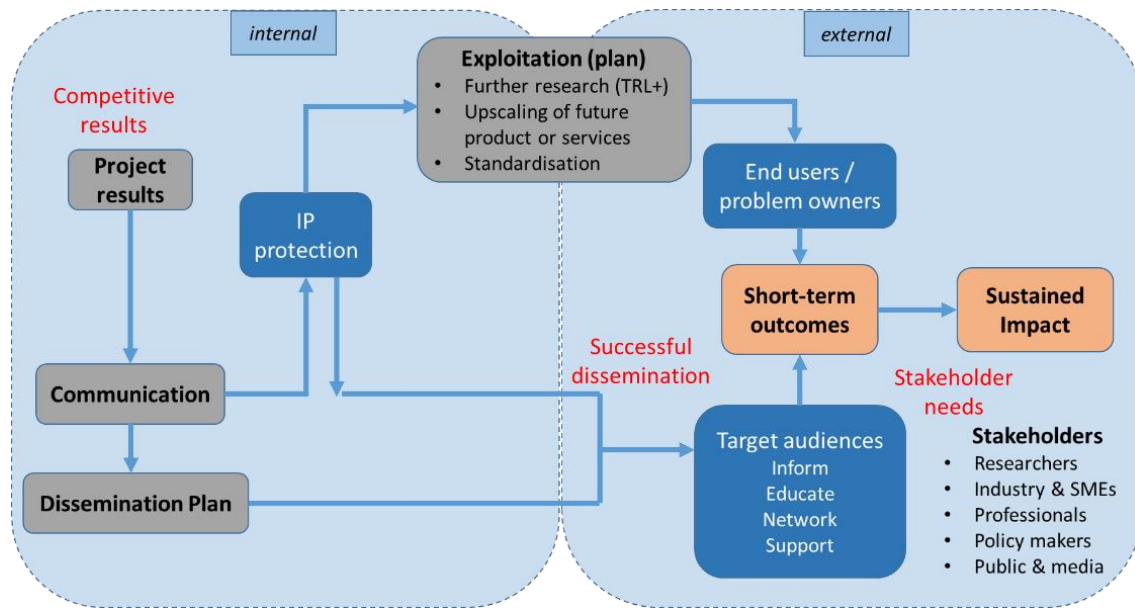 internal
external
Exploitation (plan)
• Further research (TRL+)
• Upscaling of future
product or services
• Standardisation
Competitive
results
Project
results
IP
protection
End users /
problem owners
Short-term
outcomes
Sustained
Impact
Communication
Successful
dissemination
Stakeholder
needs
Dissemination Plan
Target audiences
Inform
Educate
Network
Support
Stakeholders
• Researchers
• Industry & SMEs
• Professionals
• Policy makers
• Public & media